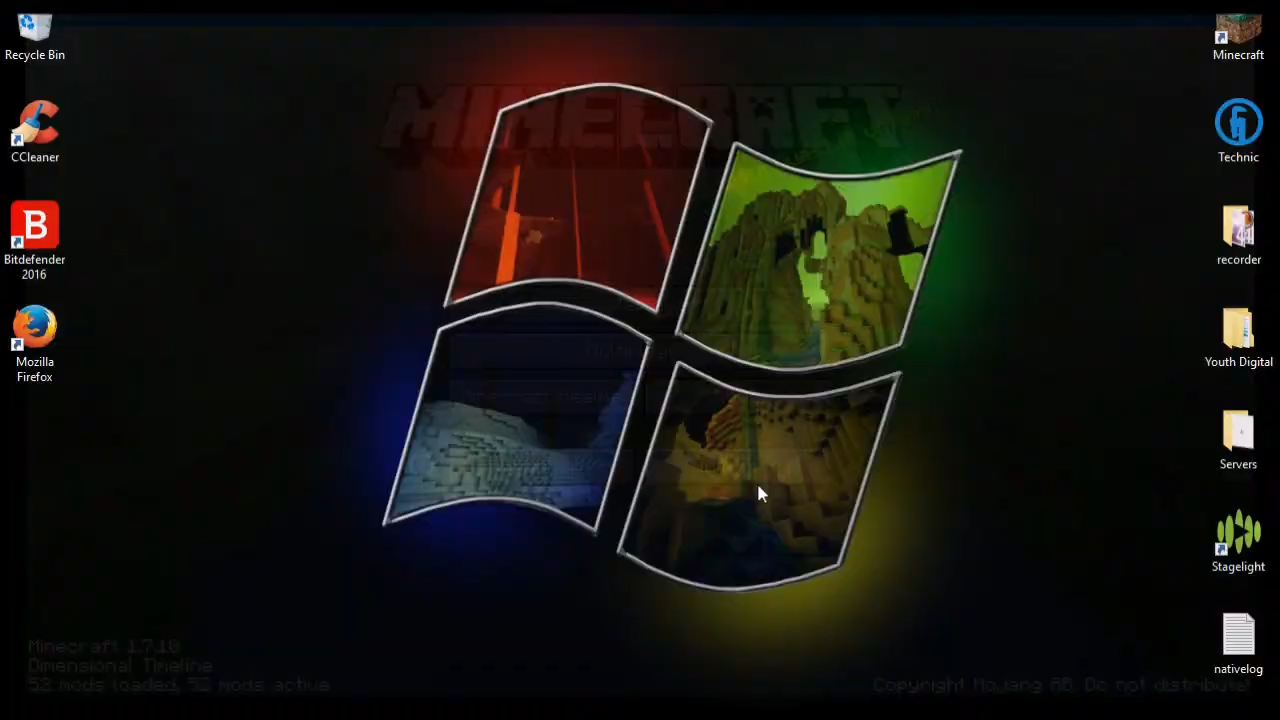 Recycle Bin
CCleaner
B
Bitdefender
2016
Mozilla
Firefox
MINECRAFT
Minecraft
Technic
recorder
Youth Digital
Servers
Stagelight
nativelog
Minecraft 1.7.10
Dimensional Timeline
52 mods loaded, 52 mods active
Copyright Mojang AB. Do not distribute!